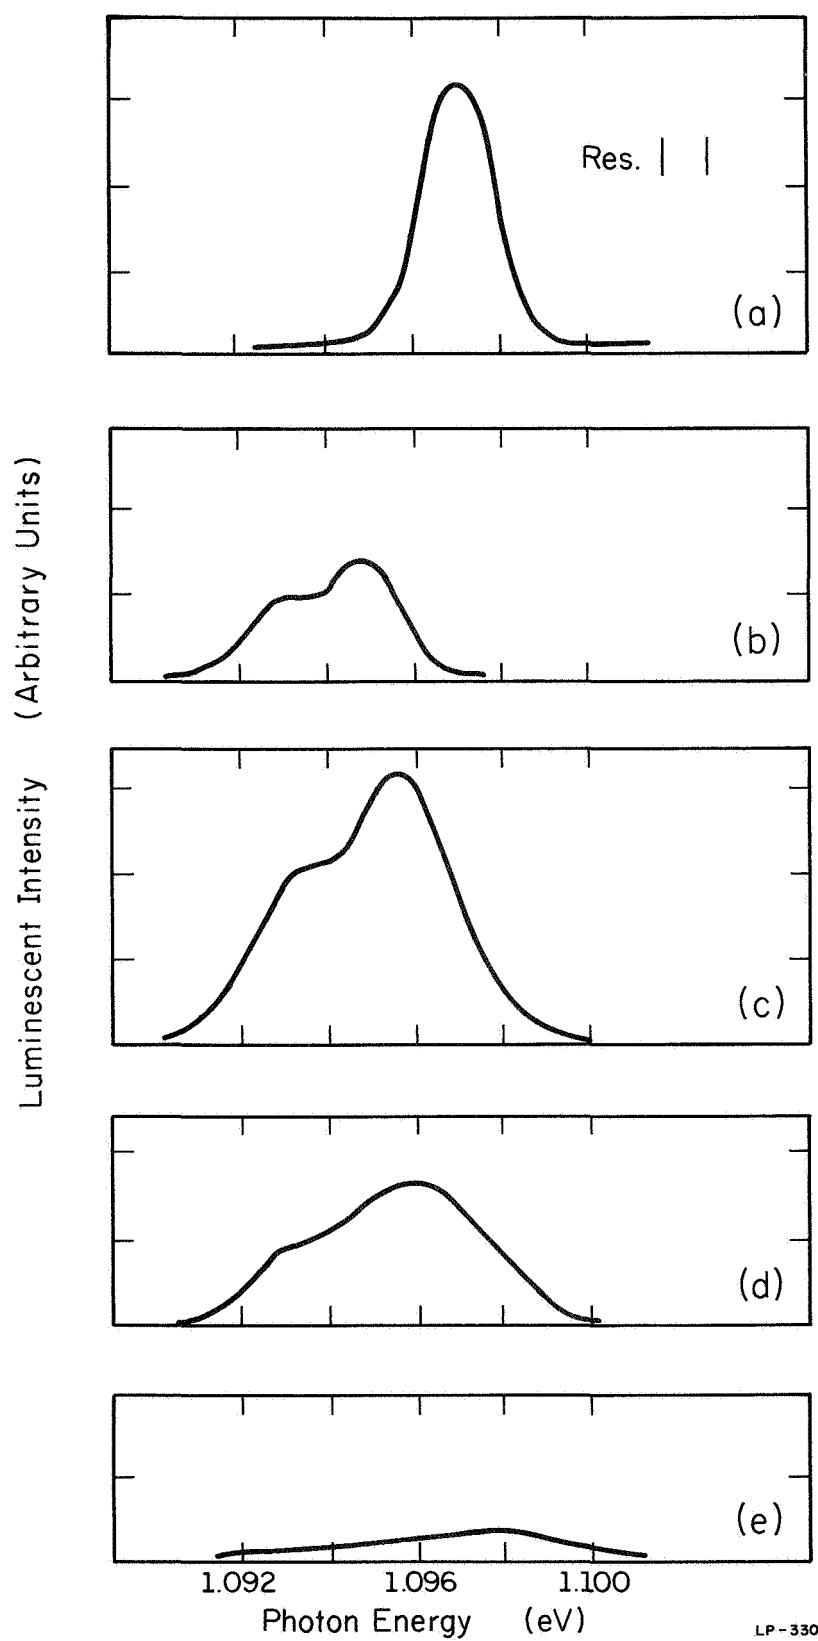 Res.
(a)
(b)
(c)
(d)
(e)
Luminescent Intensity (Arbitrary Units)
1.092 1.096 1.100
Photon Energy (eV)
LP-330